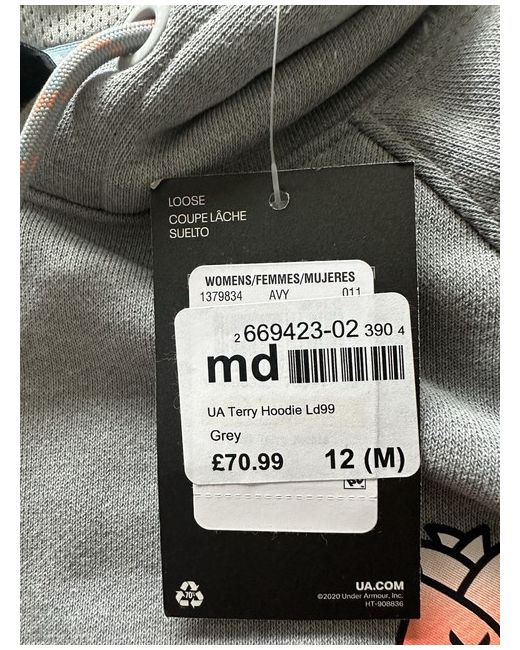 LOOSE
COUPE LÂCHE
SUELTO
WOMENS/FEMMES/MUJERES
1379834 AVY 011
2 669423-02 390 4
md
UA Terry Hoodie Ld99
Grey
£70.99 12 (M)
70%
UA.COM
©2020 Under Armour, Inc.
HT-908836